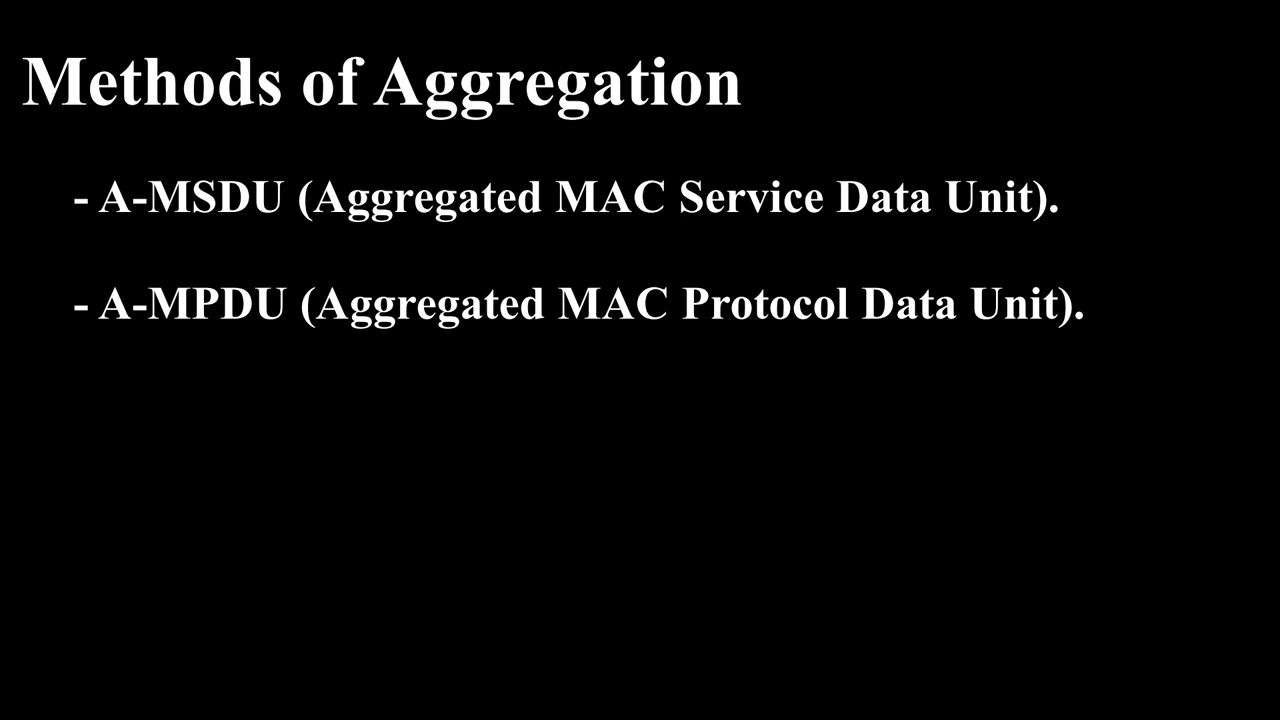 Methods of Aggregation
- A-MSDU (Aggregated MAC Service Data Unit).
- A-MPDU (Aggregated MAC Protocol Data Unit).